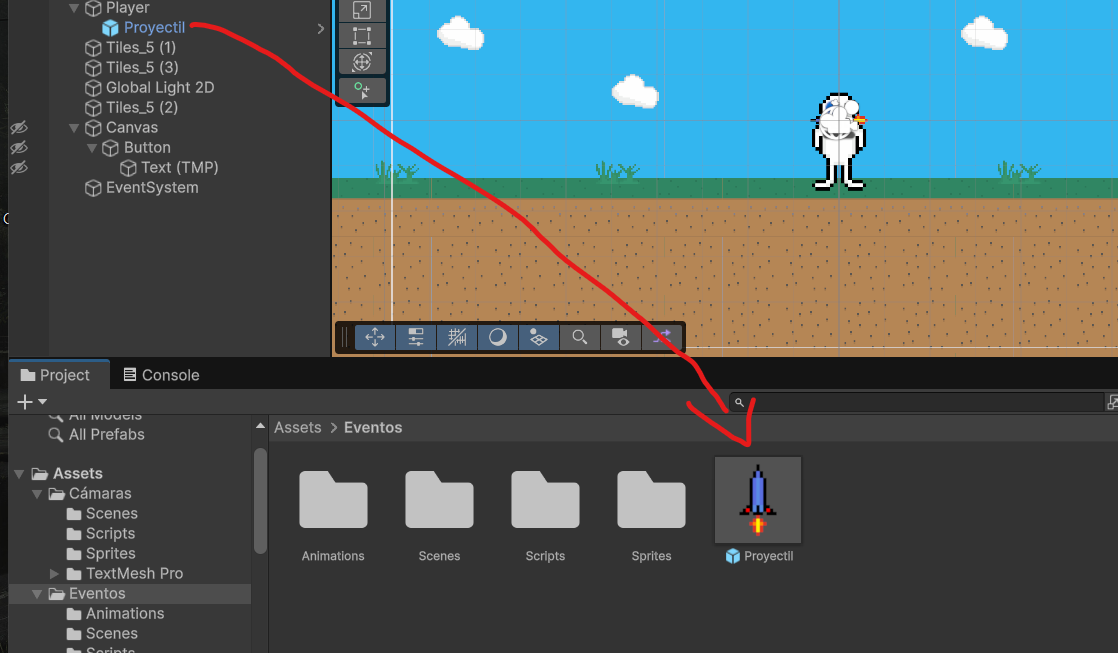 Player
Proyectil
Tiles_5 (1)
Tiles_5 (3)
Global Light 2D
Tiles_5 (2)
Canvas
Button
Text (TMP)
EventSystem
Project
Console
All Models
All Prefabs
Assets > Eventos
Assets
Cámaras
Scenes
Scripts
Sprites
TextMesh Pro
Eventos
Animations
Scenes
Scripts
Animations
Scenes
Scripts
Sprites
Proyectil